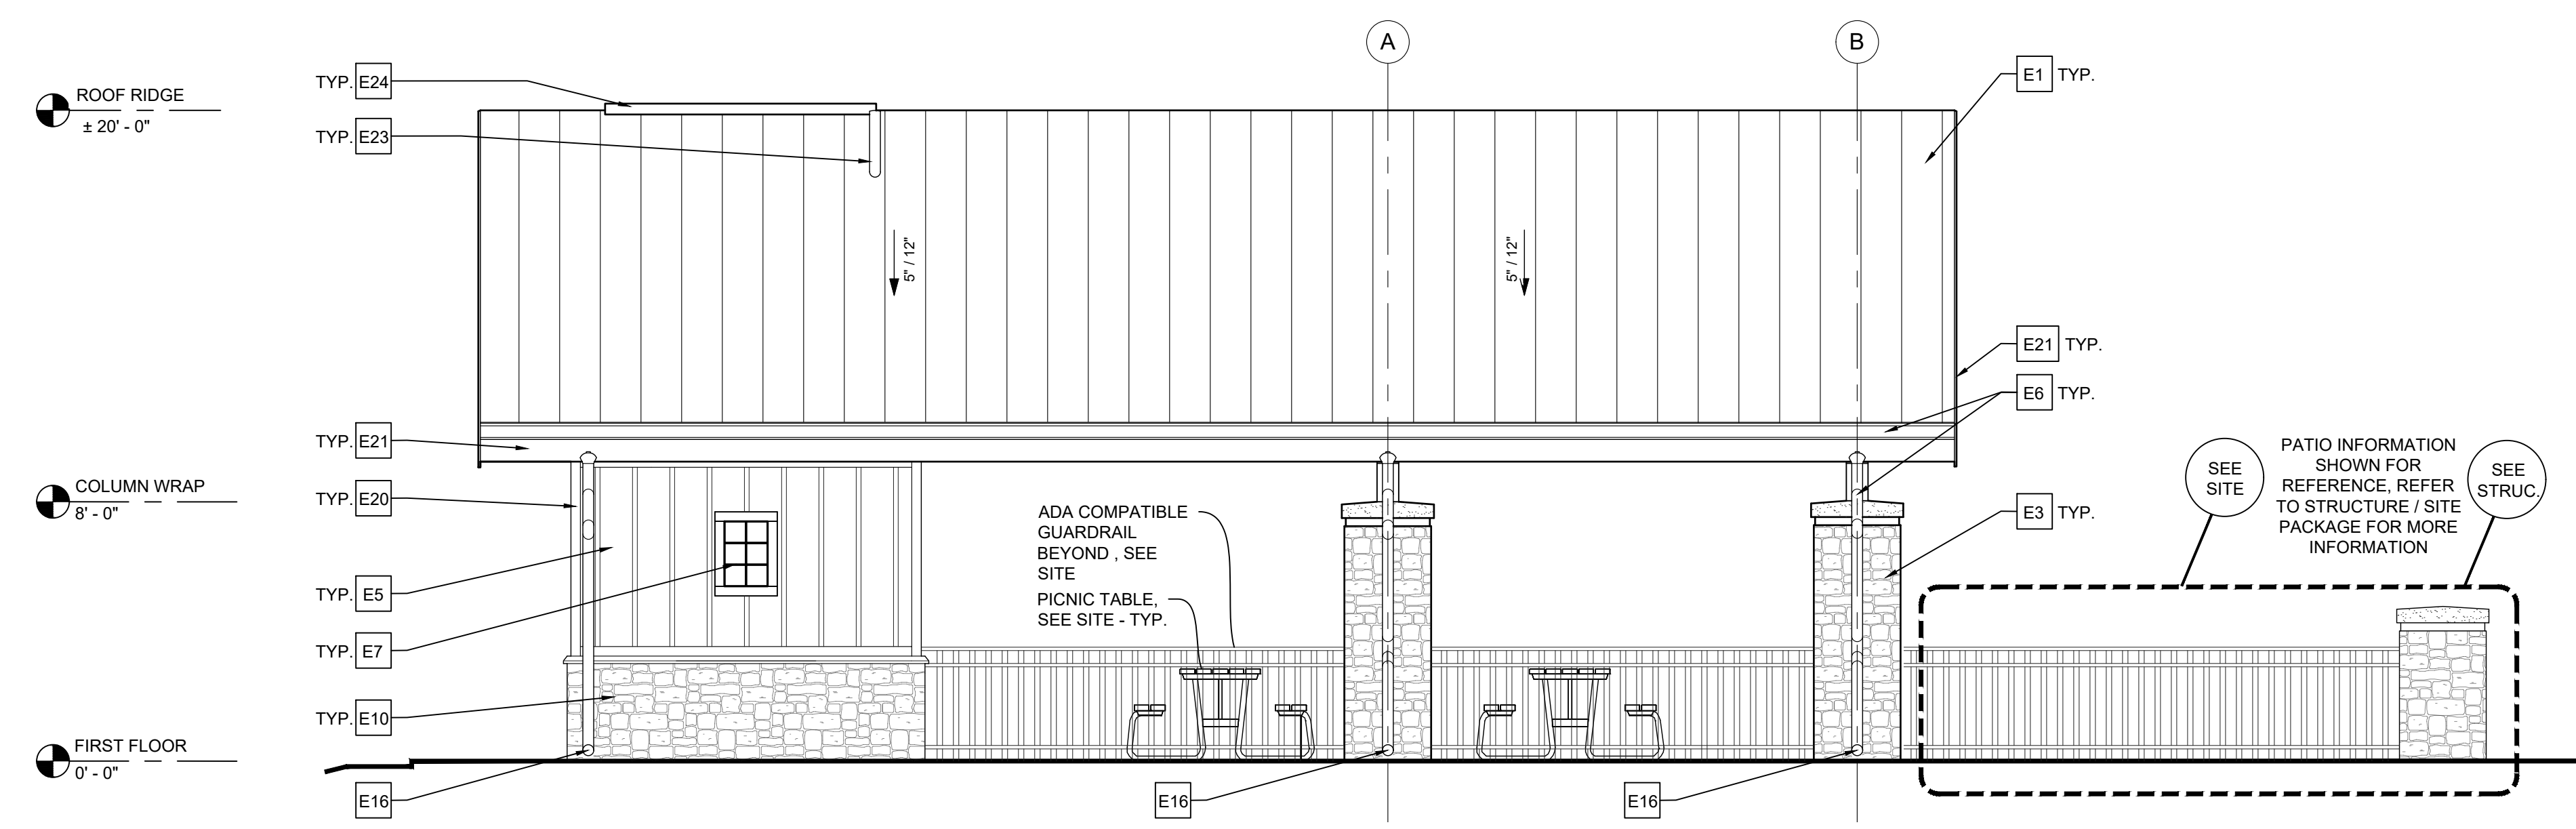 A
B
ROOF RIDGE
± 20' - 0"
TYP. E24
TYP. E23
E1 TYP.
5" / 12"
5" / 12"
E21 TYP.
E6 TYP.
TYP. E21
COLUMN WRAP
8' - 0"
TYP. E20
E3 TYP.
SEE
SITE
PATIO INFORMATION
SHOWN FOR
REFERENCE, REFER
TO STRUCTURE / SITE
PACKAGE FOR MORE
INFORMATION
SEE
STRUC.
ADA COMPATIBLE
GUARDRAIL
BEYOND , SEE
SITE
PICNIC TABLE,
SEE SITE - TYP.
TYP. E5
TYP. E7
TYP. E10
FIRST FLOOR
0' - 0"
E16
E16
E16